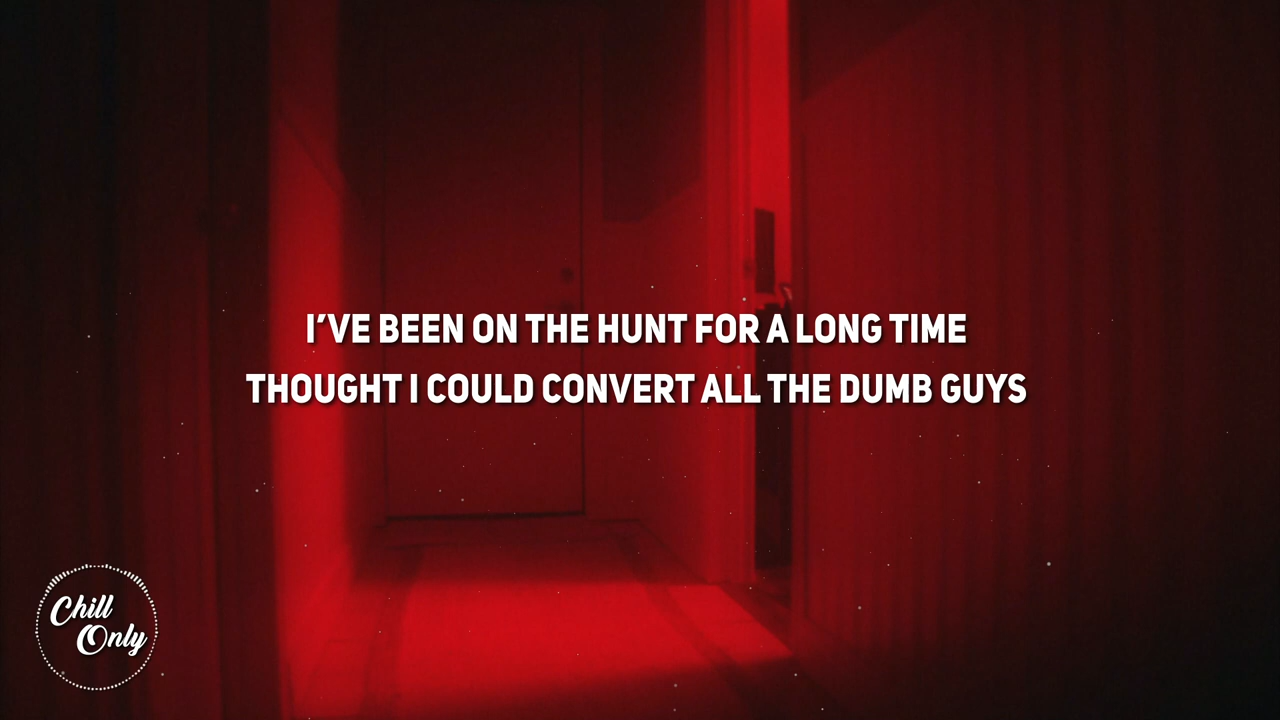 I'VE BEEN ON THE HUNT FOR A LONG TIME
THOUGHT I COULD CONVERT ALL THE DUMB GUYS
Chill
Only